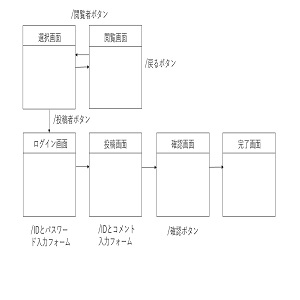 /閲覧者ボタン
選択画面
閲覧画面
/戻るボタン
/投稿者ボタン
ログイン画面
投稿画面
確認画面
完了画面
/IDとパスワー
ド入力フォーム
/IDとコメント
入力フォーム
/確認ボタン